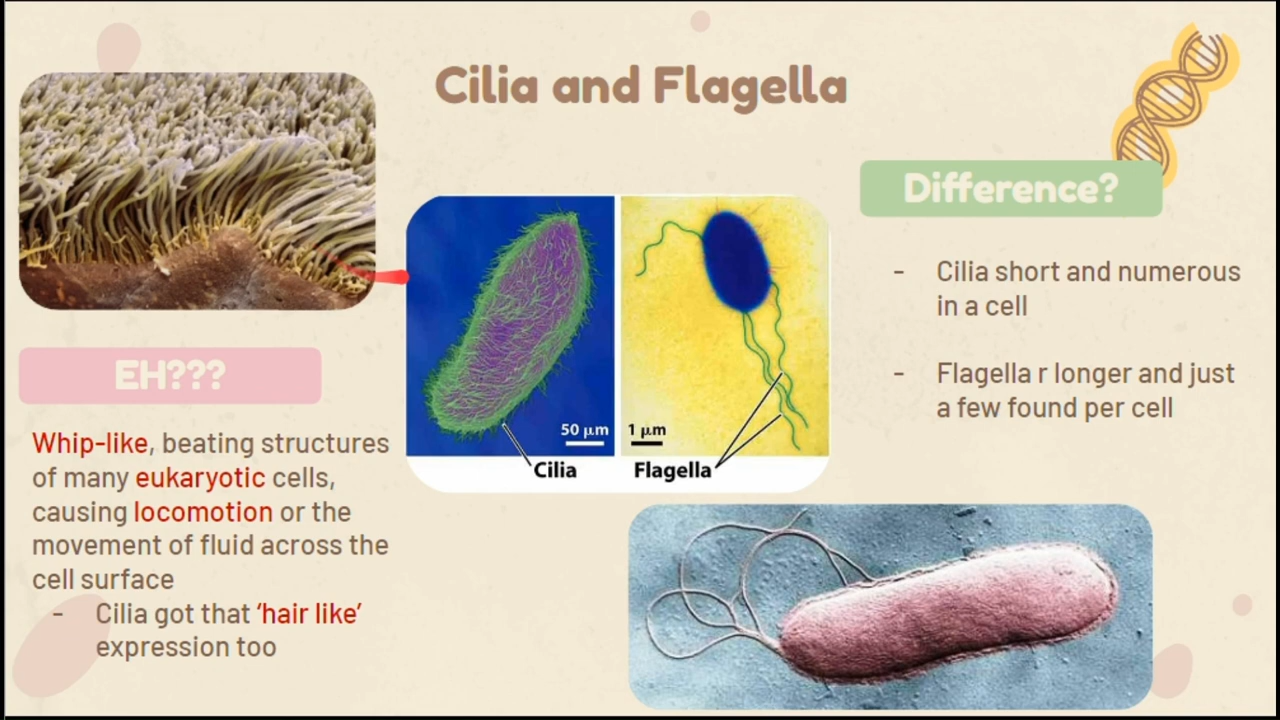 Cilia and Flagella
EH???
Whip-like, beating structures
of many eukaryotic cells,
causing locomotion or the
movement of fluid across the
cell surface
- Cilia got that ‘hair like’
expression too
50 µm
Cilia
1 µm
Flagella
Difference?
- Cilia short and numerous
in a cell
- Flagella r longer and just
a few found per cell